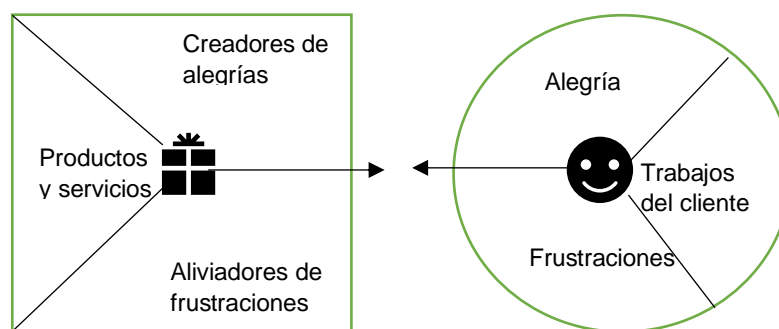 Creadores de
alegrías
Productos
y servicios
Aliviadores de
frustraciones
Alegría
Trabajos
del cliente
Frustraciones